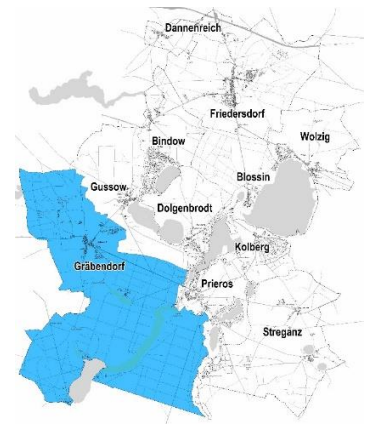 Dannenreich
Friedersdorf
Wolzig
Bindow
Blossin
Gussow
Dolgenbrodt
Kolberg
Gräbendorf
Prieros
Streganz